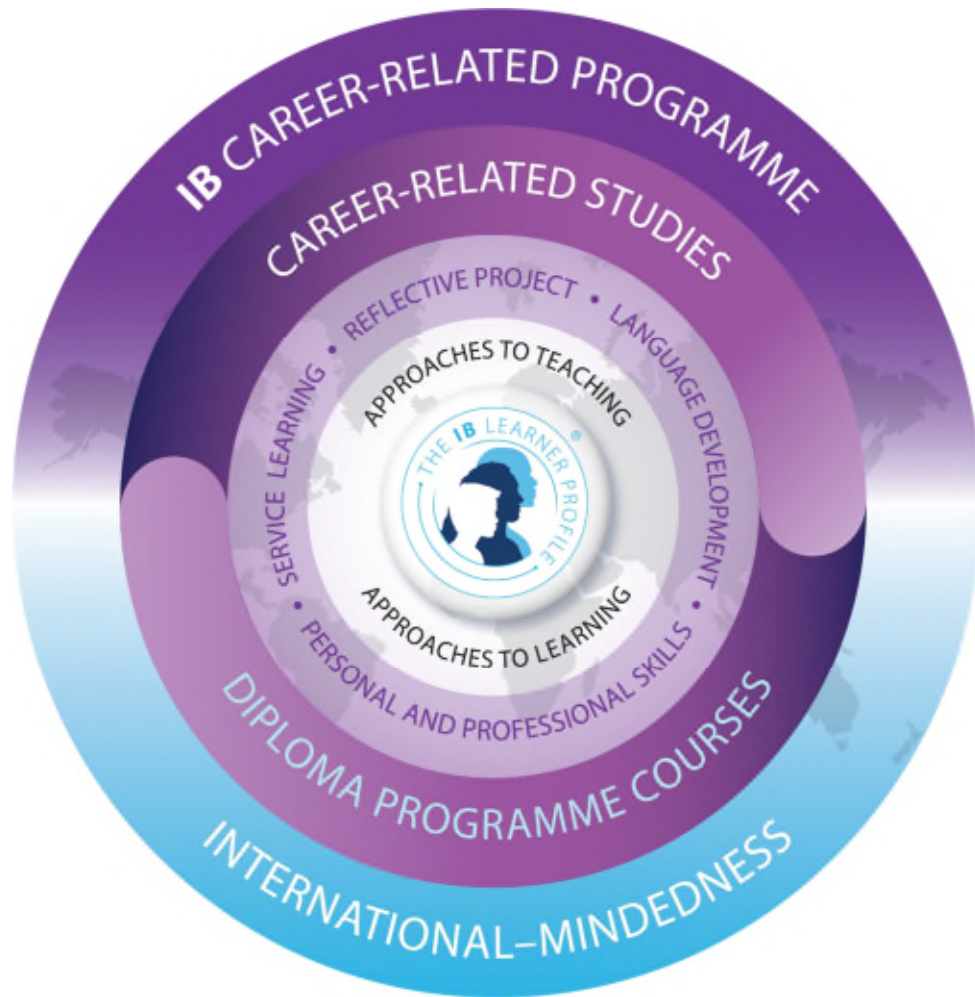 IB CAREER-RELATED PROGRAMME
CAREER-RELATED STUDIES
SERVICE LEARNING • REFLECTIVE PROJECT • LANGUAGE DEVELOPMENT • PERSONAL AND PROFESSIONAL SKILLS •
APPROACHES TO TEACHING
THE IB LEARNER PROFILE ®
APPROACHES TO LEARNING
DIPLOMA PROGRAMME COURSES
INTERNATIONAL–MINDEDNESS